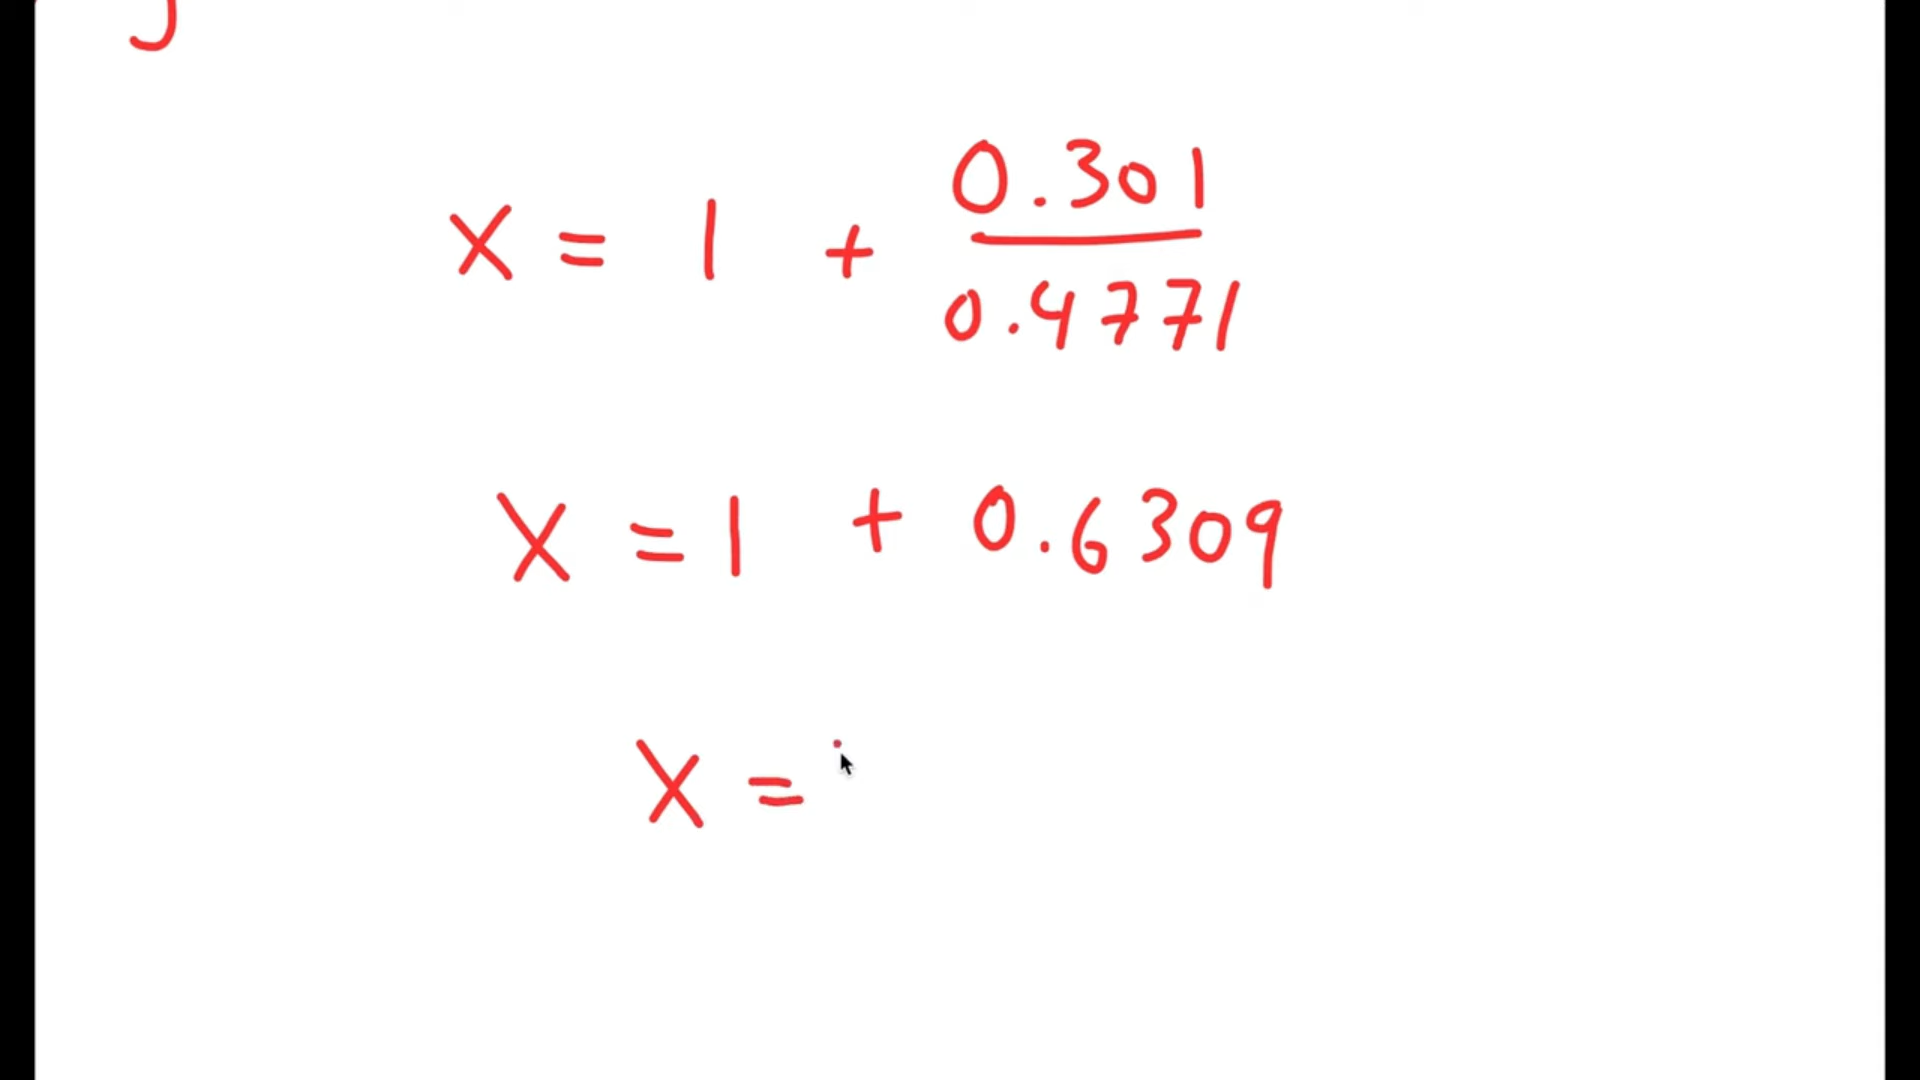 x = 1 + 0.301/0.4771
x = 1 + 0.6309
x =